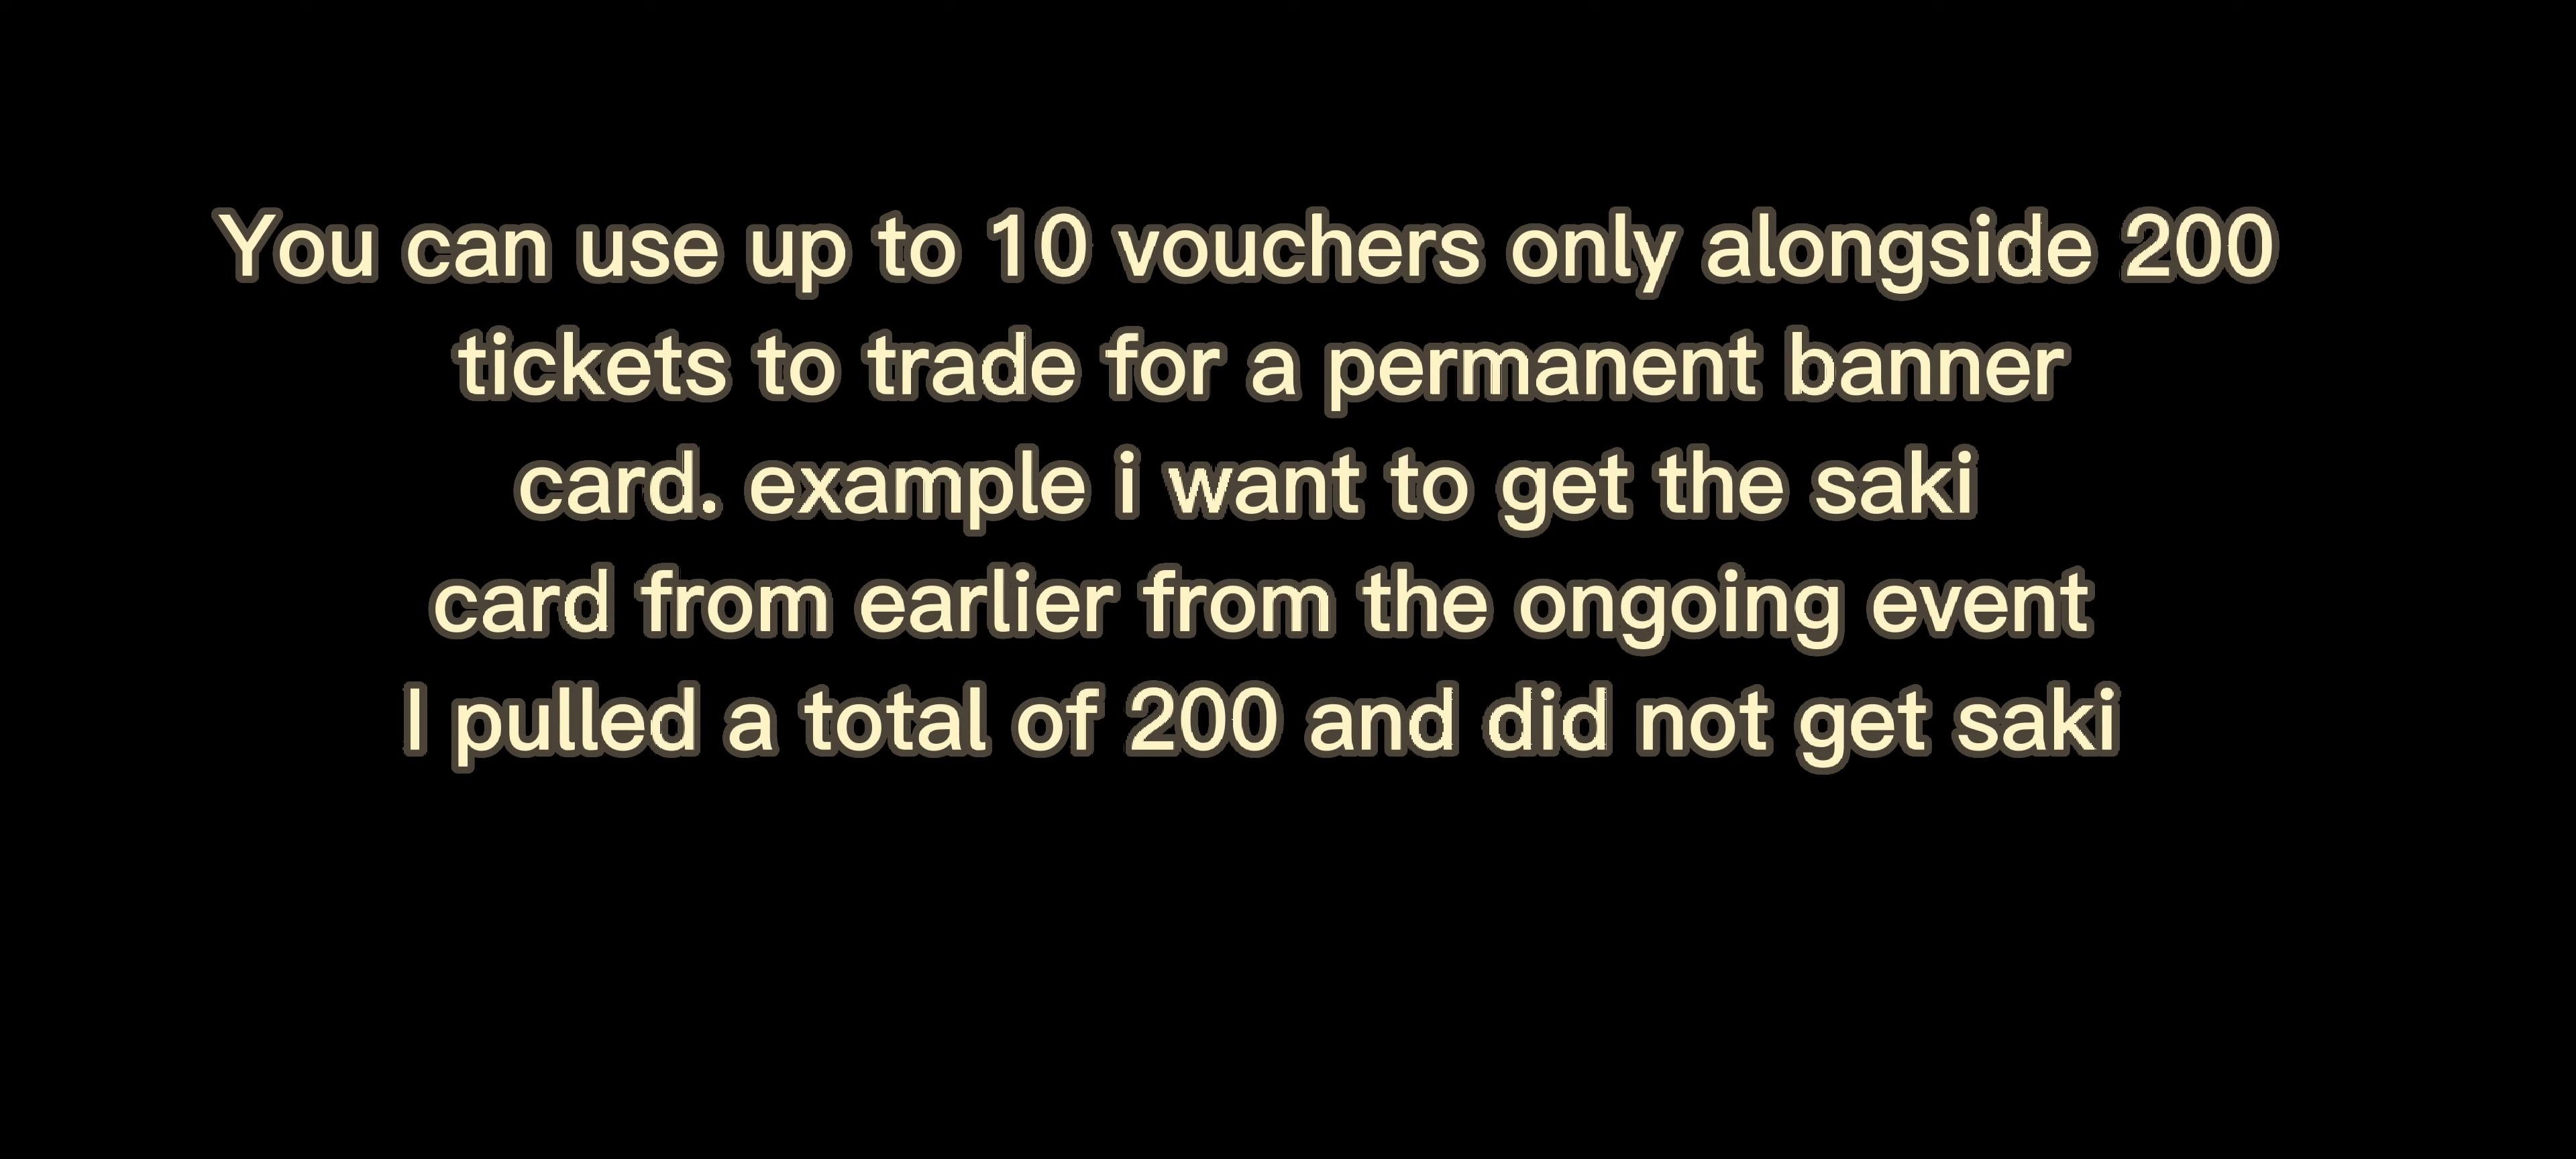 You can use up to 10 vouchers only alongside 200
tickets to trade for a permanent banner
card. example i want to get the saki
card from earlier from the ongoing event
I pulled a total of 200 and did not get saki